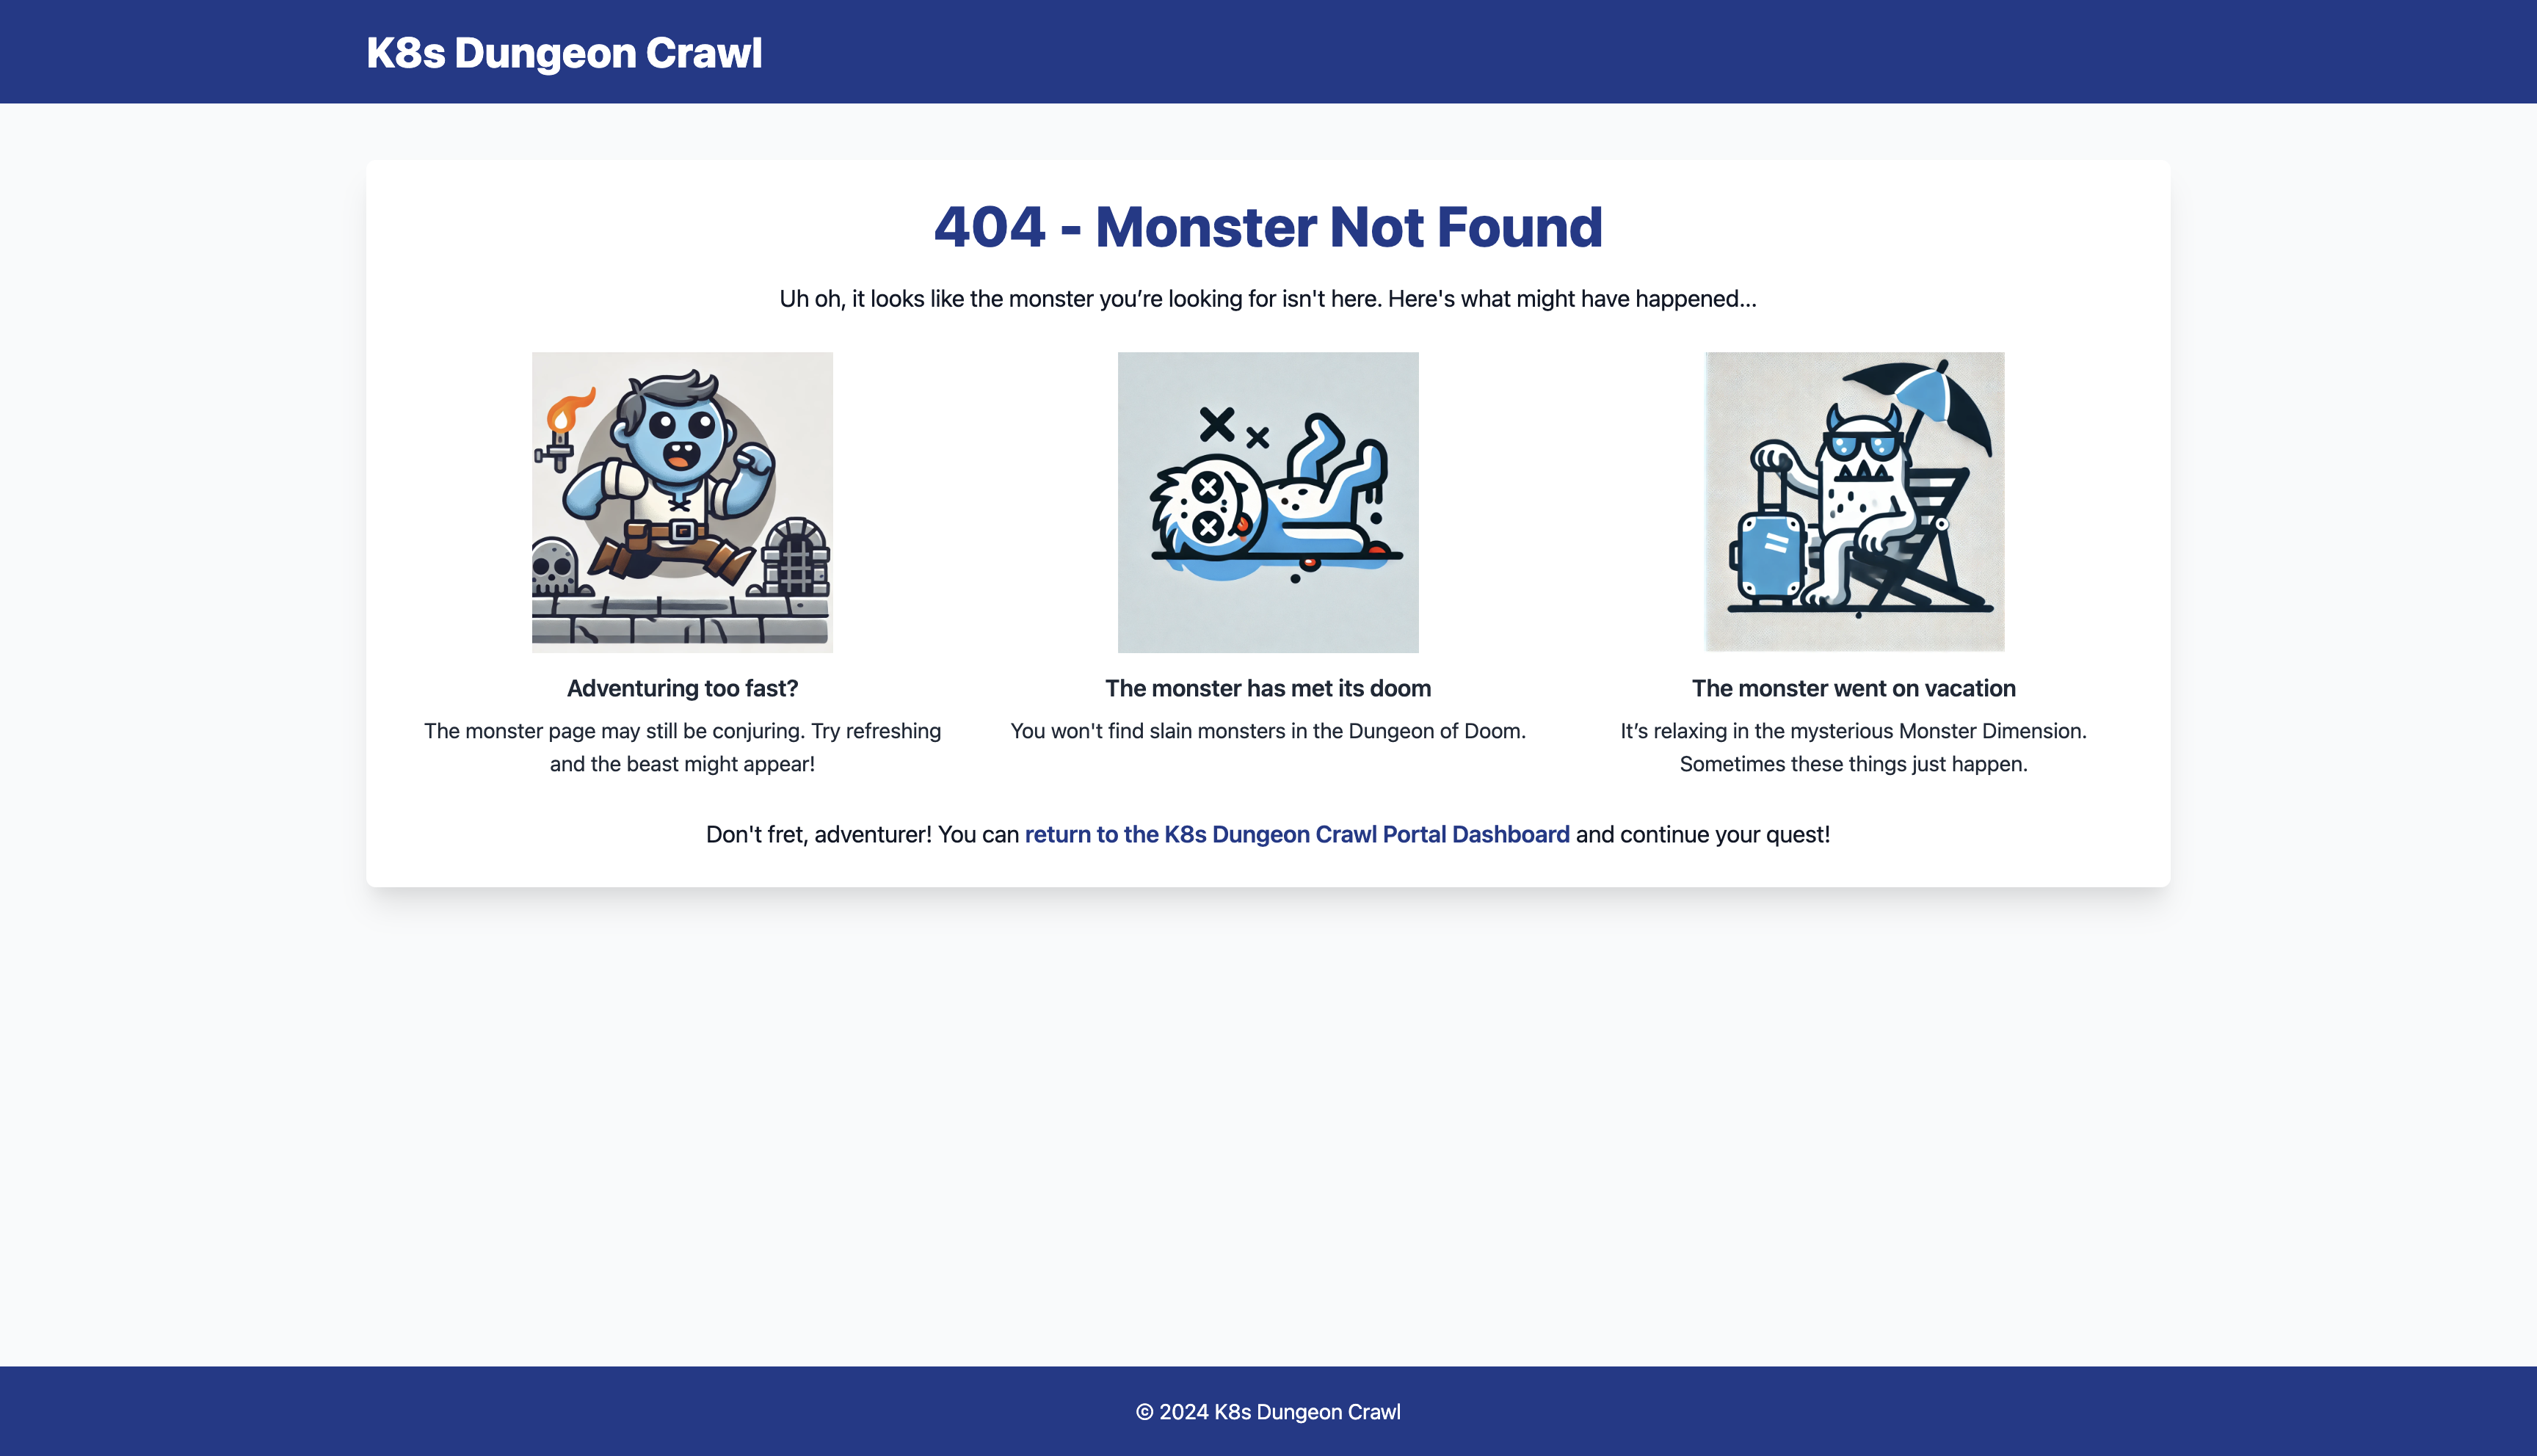 K8s Dungeon Crawl
404 - Monster Not Found
Uh oh, it looks like the monster you’re looking for isn't here. Here's what might have happened...
Adventuring too fast?
The monster page may still be conjuring. Try refreshing
and the beast might appear!
The monster has met its doom
You won't find slain monsters in the Dungeon of Doom.
The monster went on vacation
It’s relaxing in the mysterious Monster Dimension.
Sometimes these things just happen.
Don't fret, adventurer! You can return to the K8s Dungeon Crawl Portal Dashboard and continue your quest!
© 2024 K8s Dungeon Crawl